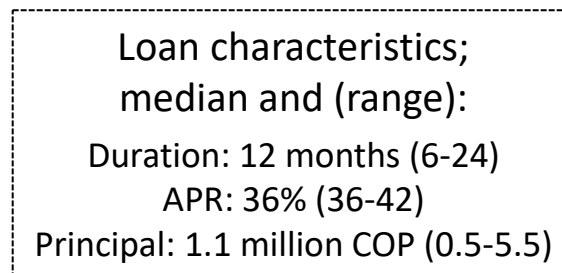 Loan characteristics;
median and (range):
Duration: 12 months (6-24)
APR: 36% (36-42)
Principal: 1.1 million COP (0.5-5.5)